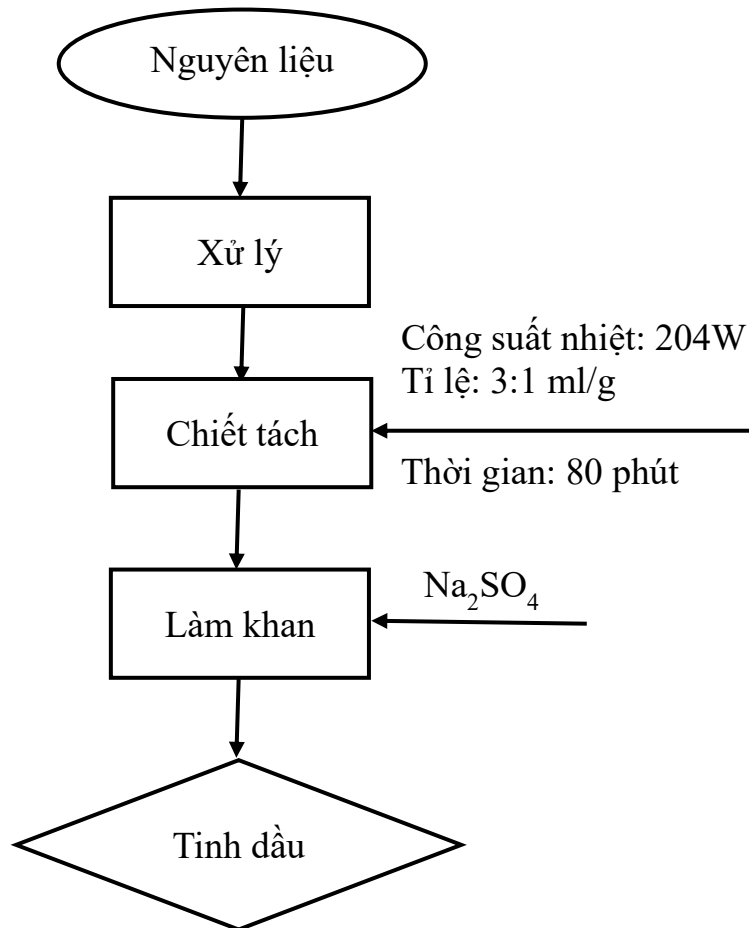 Nguyên liệu
Xử lý
Công suất nhiệt: 204W
Tỉ lệ: 3:1 ml/g
Chiết tách
Thời gian: 80 phút
Na₂SO₄
Làm khan
Tinh dầu